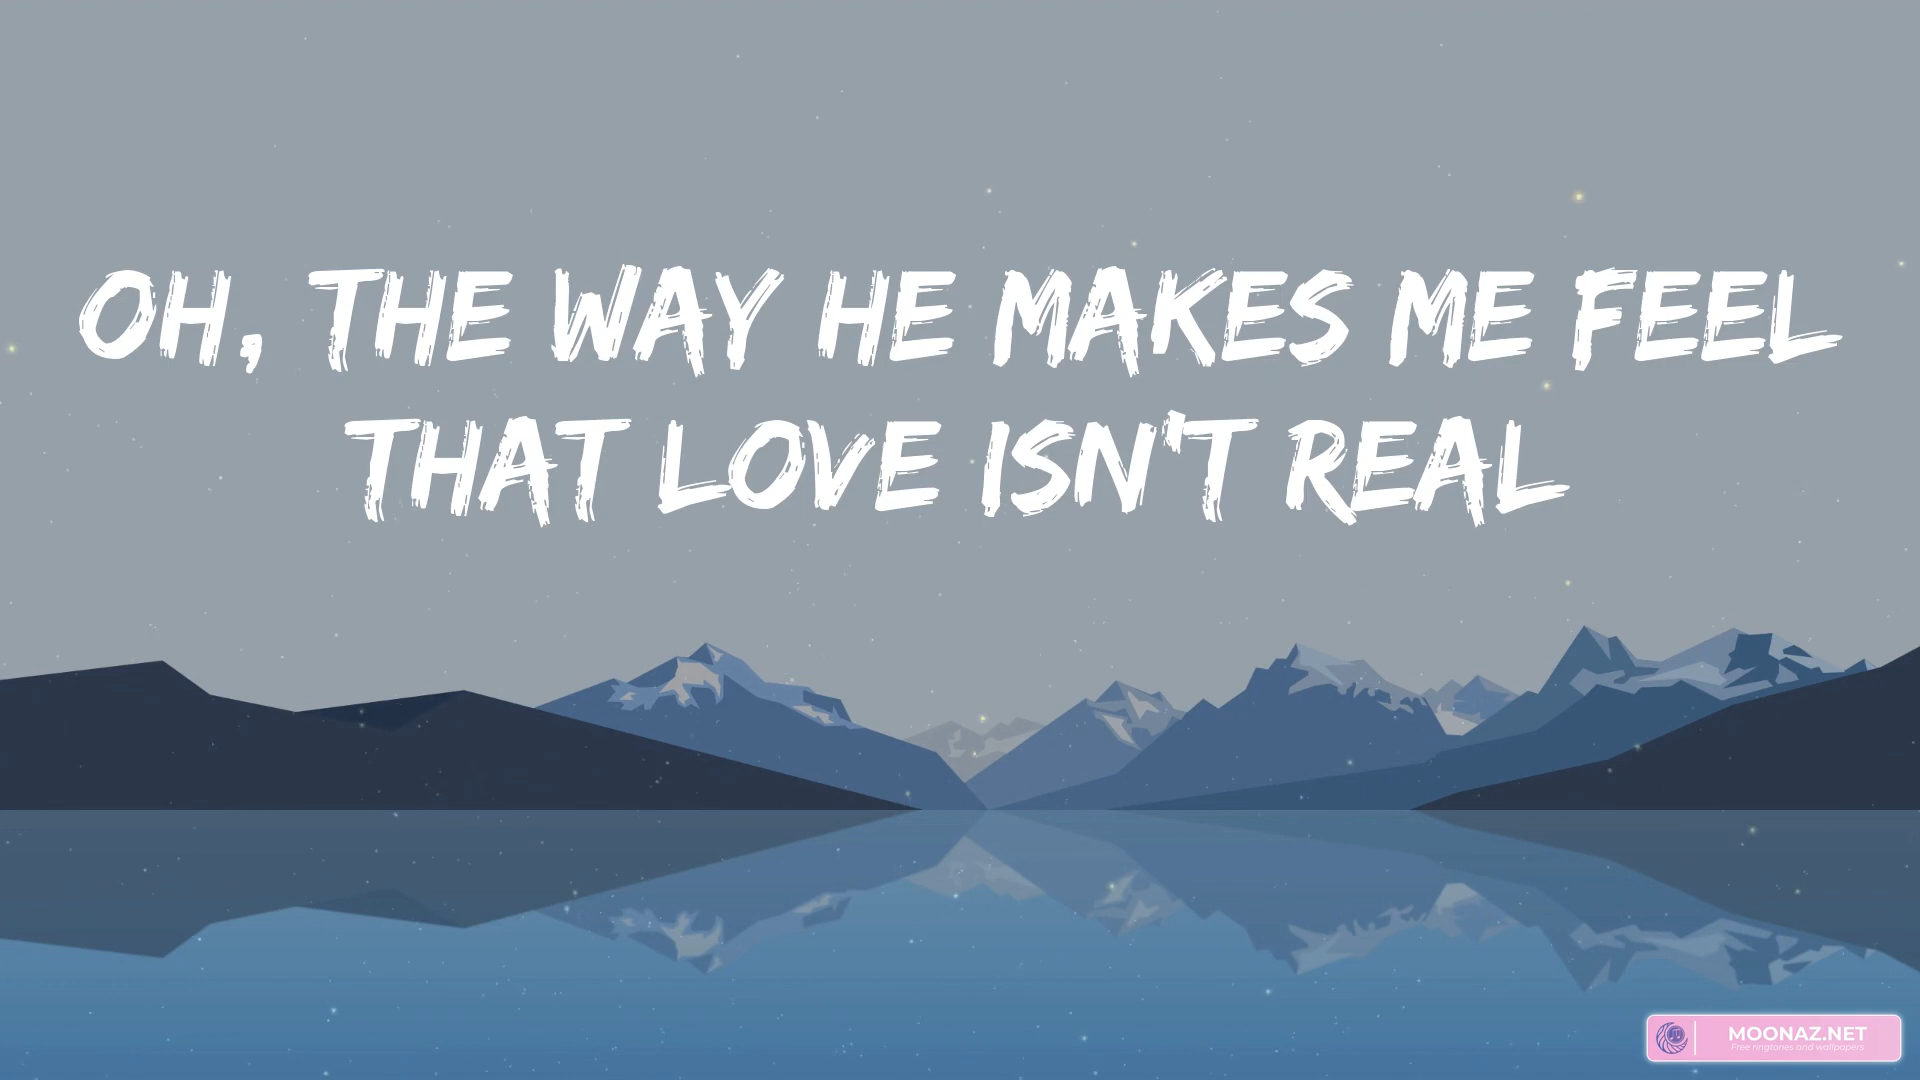 OH, THE WAY HE MAKES ME FEEL
THAT LOVE ISN'T REAL
MOONAZ.NET
Free ringtones and wallpapers